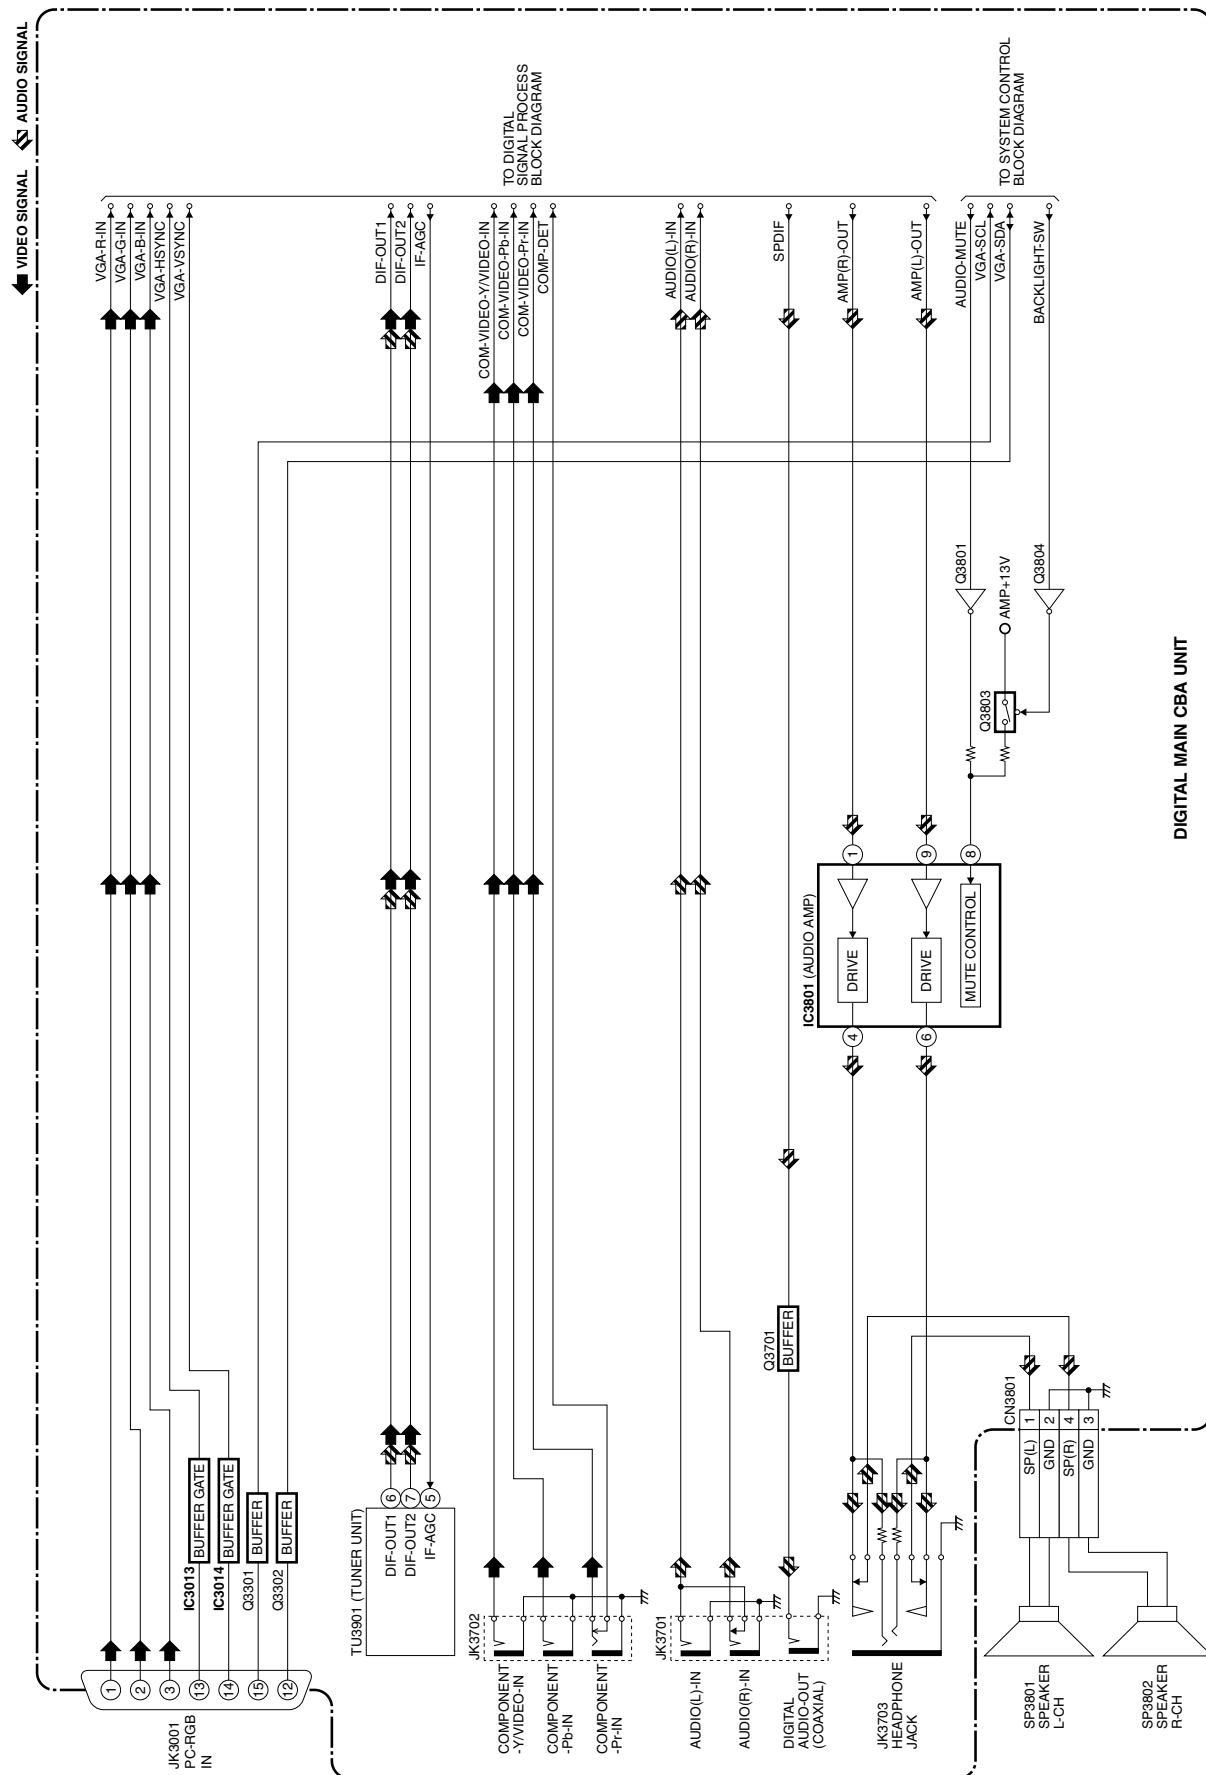 VIDEO SIGNAL
AUDIO SIGNAL
VGA-R-IN
VGA-G-IN
VGA-B-IN
VGA-HSYNC
VGA-VSYNC
DIF-OUT1
DIF-OUT2
IF-AGC
COM-VIDEO-Y/VIDEO-IN
COM-VIDEO-Pb-IN
COM-VIDEO-Pr-IN
COMP-DET
AUDIO(L)-IN
AUDIO(R)-IN
SPDIF
AMP(R)-OUT
AMP(L)-OUT
AUDIO-MUTE
VGA-SCL
VGA-SDA
BACKLIGHT-SW
TO DIGITAL
SIGNAL PROCESS
BLOCK DIAGRAM
TO SYSTEM CONTROL
BLOCK DIAGRAM
Q3801
AMP+13V
Q3804
Q3803
IC3801 (AUDIO AMP)
1
9
8
DRIVE
DRIVE
MUTE CONTROL
4
6
DIGITAL MAIN CBA UNIT
Q3701
BUFFER
JK3001
PC-RGB
IN
1
2
3
13
14
15
12
IC3013
BUFFER GATE
IC3014
BUFFER GATE
Q3301
BUFFER
Q3302
BUFFER
TU3901 (TUNER UNIT)
DIF-OUT1
6
DIF-OUT2
7
IF-AGC
5
JK3702
COMPONENT
-Y/VIDEO-IN
COMPONENT
-Pb-IN
COMPONENT
-Pr-IN
JK3701
AUDIO(L)-IN
AUDIO(R)-IN
DIGITAL
AUDIO-OUT
(COAXIAL)
JK3703
HEADPHONE
JACK
CN3801
SP(L)
1
GND
2
SP(R)
4
GND
3
SP3801
SPEAKER
L-CH
SP3802
SPEAKER
R-CH